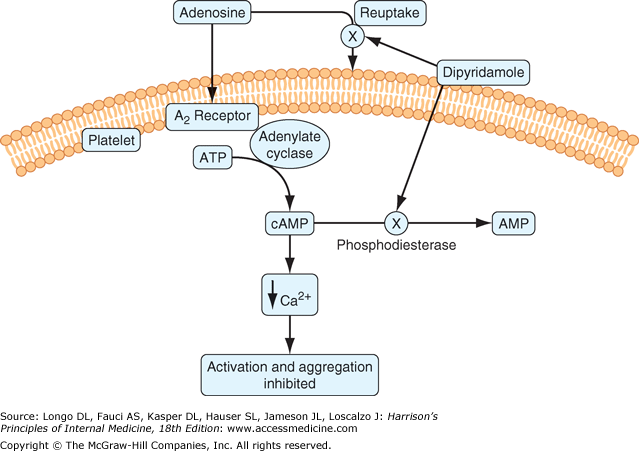 Adenosine
Reuptake
X
Dipyridamole
A2 Receptor
Platelet
Adenylate
cyclase
ATP
cAMP
X
AMP
Phosphodiesterase
Ca2+
Activation and aggregation
inhibited
Source: Longo DL, Fauci AS, Kasper DL, Hauser SL, Jameson JL, Loscalzo J: Harrison's
Principles of Internal Medicine, 18th Edition: www.accessmedicine.com
Copyright © The McGraw-Hill Companies, Inc. All rights reserved.